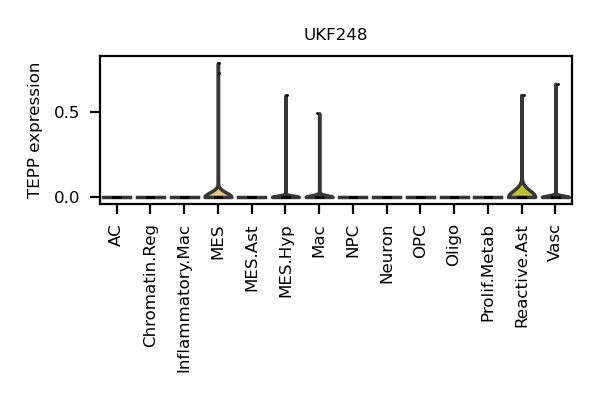 UKF248
TEPP expression
0.5
0.0
AC
Chromatin.Reg
Inflammatory.Mac
MES
MES.Ast
MES.Hyp
Mac
NPC
Neuron
OPC
Oligo
Prolif.Metab
Reactive.Ast
Vasc